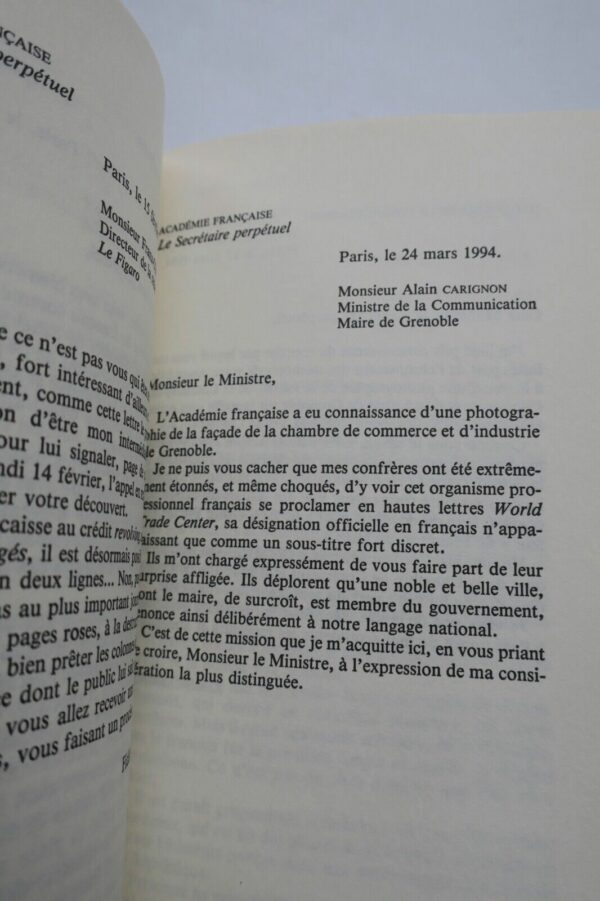 NÇAISE
perpétuel
Paris, le 15
Monsieur
Directeur de la
Le Figaro
e ce n'est pas vous qui
, fort intéressant
ent, comme cette lettre
on d'être mon
our lui signaler, page
ndi 14 février, l'appel
er votre découvert.
caisse au crédit revolving
gés, il est désormais
n deux lignes... Non,
as au plus important
pages roses, à la
bien prêter les
e dont le public lui
vous allez recevoir
s, vous faisant un
ACADÉMIE FRANÇAISE
Le Secrétaire perpétuel
Paris, le 24 mars 1994.
Monsieur Alain CARIGNON
Ministre de la Communication
Maire de Grenoble
Monsieur le Ministre,
L'Académie française a eu connaissance d'une photogra-
phie de la façade de la chambre de commerce et d'industrie
de Grenoble.
Je ne puis vous cacher que mes confrères ont été extrême-
ment étonnés, et même choqués, d'y voir cet organisme pro-
essionnel français se proclamer en hautes lettres World
Trade Center, sa désignation officielle en français n'appa-
aissant que comme un sous-titre fort discret.
Ils m'ont chargé expressément de vous faire part de leur
urprise affligée. Ils déplorent qu'une noble et belle ville,
ont le maire, de surcroît, est membre du gouvernement,
enonce ainsi délibérément à notre langage national.
C'est de cette mission que je m'acquitte ici, en vous priant
e croire, Monsieur le Ministre, à l'expression de ma consi-
ération la plus distinguée.